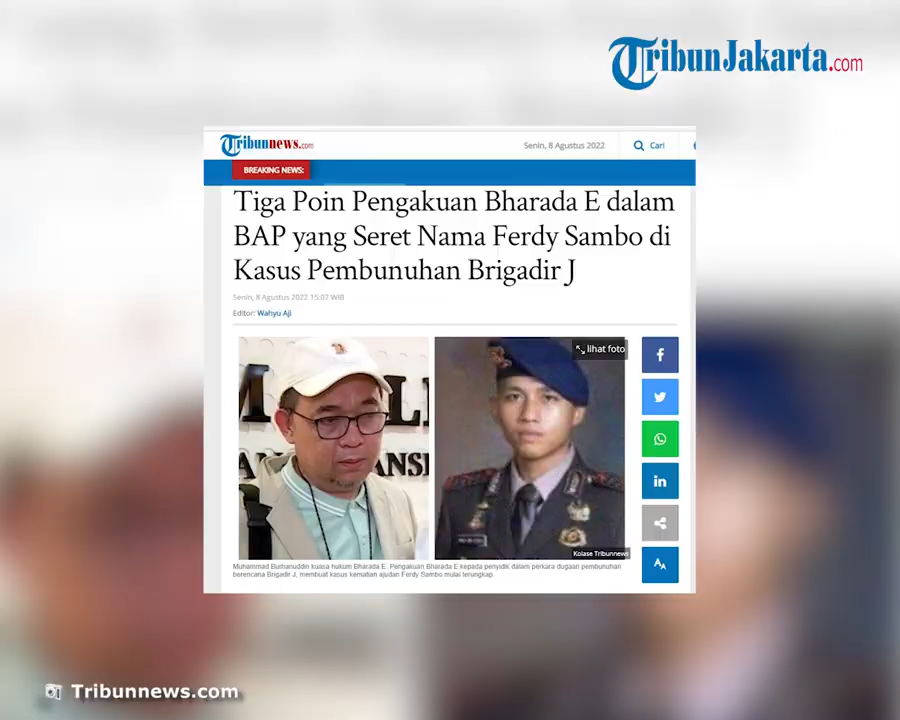 TribunJakarta.com
Tribunnews.com
Senin, 8 Agustus 2022
Cari
BREAKING NEWS:
Tiga Poin Pengakuan Bharada E dalam
BAP yang Seret Nama Ferdy Sambo di
Kasus Pembunuhan Brigadir J
Senin, 8 Agustus 2022 15:07 WIB
Editor: Wahyu Aji
lihat foto
Kolase Tribunnews
Muhammad Burhanuddin kuasa hukum Bharada E. Pengakuan Bharada E kepada penyidik dalam perkara dugaan pembunuhan
berencana Brigadir J, membuat kasus kematian ajudan Ferdy Sambo mulai terungkap.
Tribunnews.com